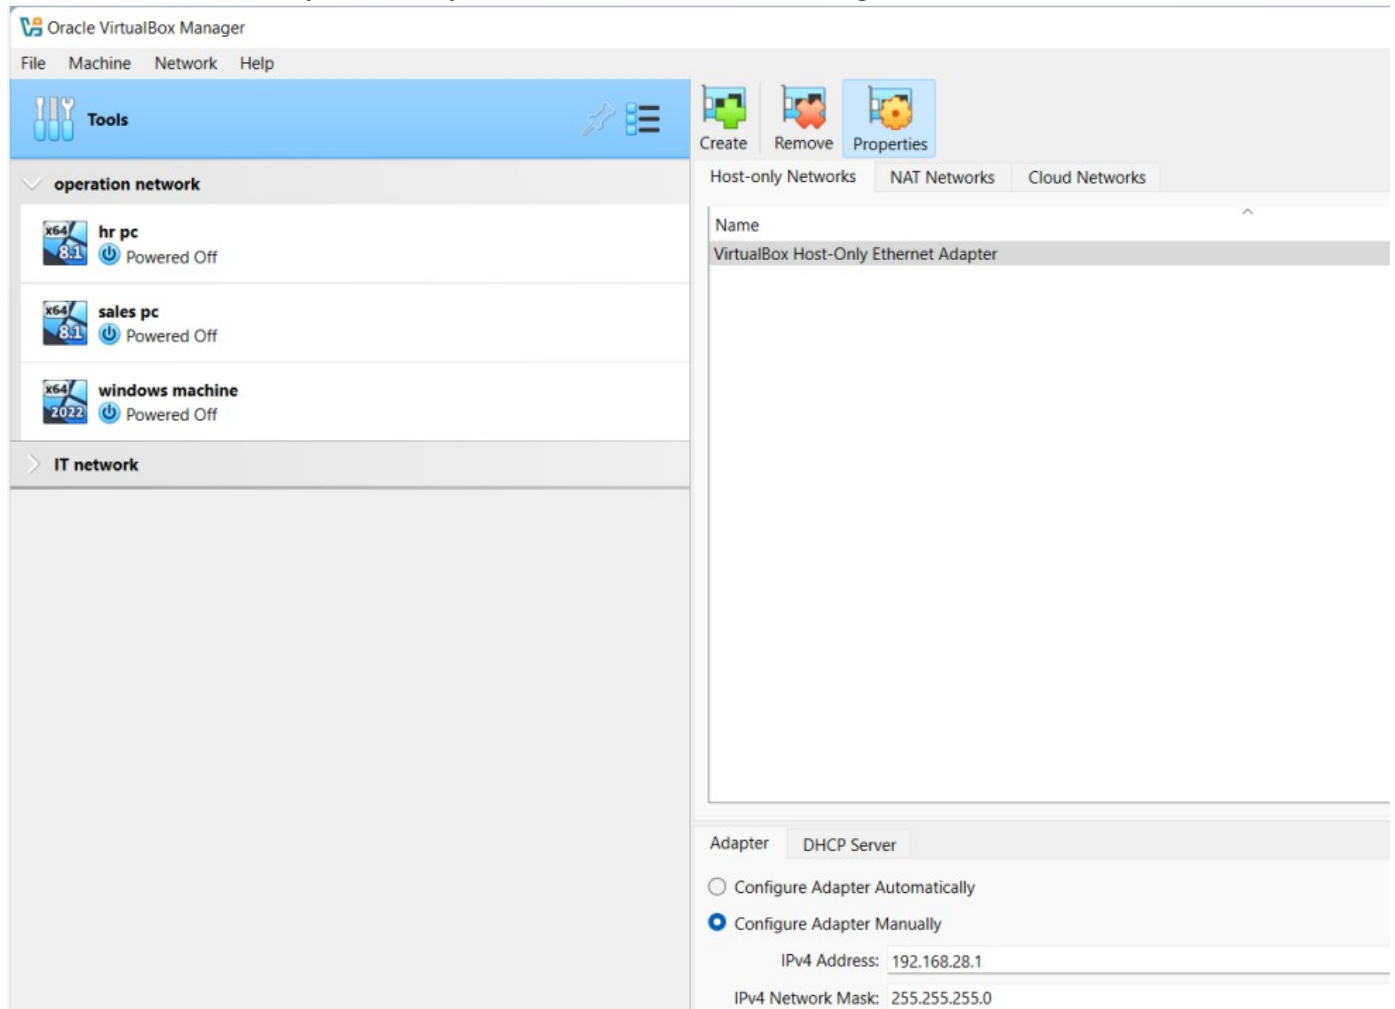 Oracle VirtualBox Manager
File Machine Network Help
Tools
Create Remove Properties
operation network
Host-only Networks NAT Networks Cloud Networks
x64 8.1 hr pc
Powered Off
Name
VirtualBox Host-Only Ethernet Adapter
x64 8.1 sales pc
Powered Off
x64 2022 windows machine
Powered Off
IT network
Adapter DHCP Server
Configure Adapter Automatically
Configure Adapter Manually
IPv4 Address: 192.168.28.1
IPv4 Network Mask: 255.255.255.0